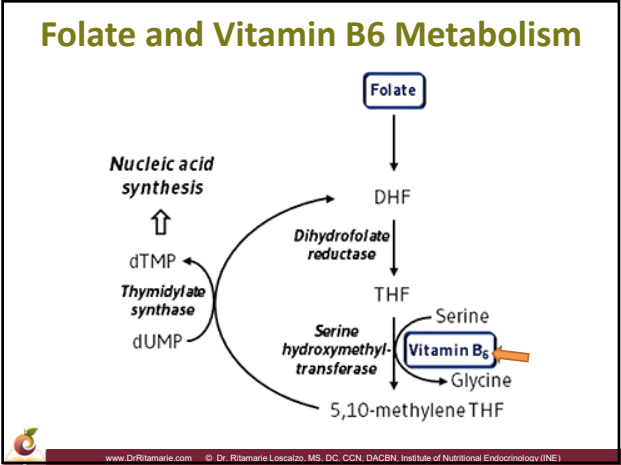 Folate and Vitamin B6 Metabolism
Folate
Nucleic acid
synthesis
DHF
Dihydrofolate
reductase
dTMP
Thymidylate
synthase
dUMP
THF
Serine
Serine
hydroxymethyl-
transferase
Vitamin B₆
Glycine
5,10-methylene THF
www.DrRitamarie.com © Dr. Ritamarie Loscalzo, MS, DC, CCN, DACBN, Institute of Nutritional Endocrinology (INE)